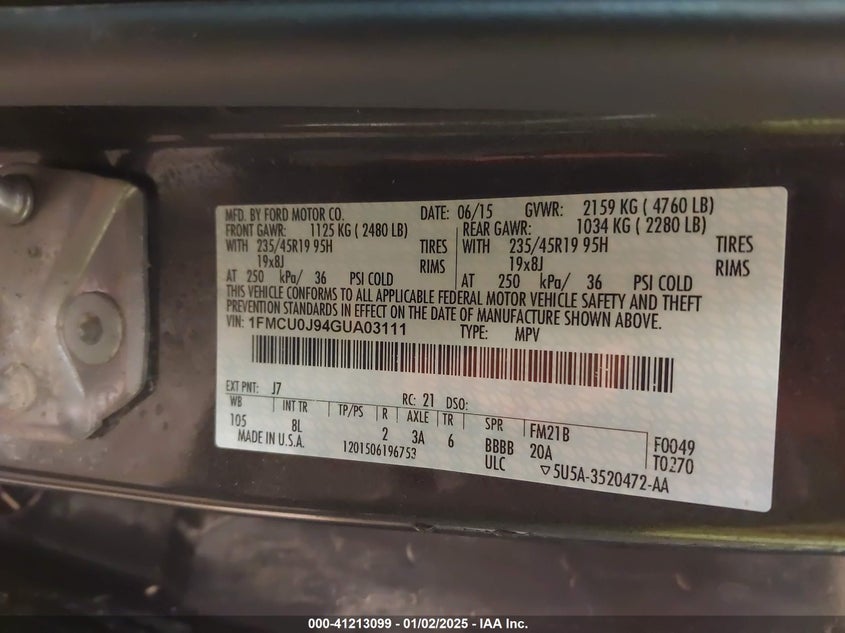 MFD. BY FORD MOTOR CO. DATE: 06/15 GVWR: 2159 KG ( 4760 LB)
FRONT GAWR: 1125 KG ( 2480 LB) REAR GAWR: 1034 KG ( 2280 LB)
WITH 235/45R19 95H TIRES WITH 235/45R19 95H TIRES
19x8J RIMS 19x8J RIMS
AT 250 kPa/ 36 PSI COLD AT 250 kPa/ 36 PSI COLD
THIS VEHICLE CONFORMS TO ALL APPLICABLE FEDERAL MOTOR VEHICLE SAFETY AND THEFT
PREVENTION STANDARDS IN EFFECT ON THE DATE OF MANUFACTURE SHOWN ABOVE.
VIN: 1FMCU0J94GUA03111 TYPE: MPV
EXT PNT: J7 RC: 21 DSO:
WB INT TR TP/PS R AXLE TR SPR FM21B F0049
105 8L 2 3A 6 BBBB 20A T0270
MADE IN U.S.A. 1201506196753 ULC ▽5U5A-3520472-AA
000-41213099 - 01/02/2025 - IAA Inc.